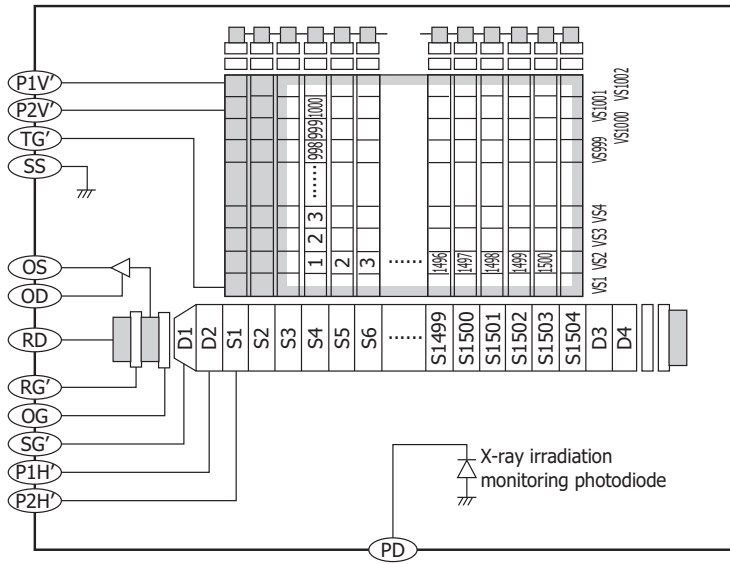 P1V′
P2V′
TG′
SS
OS
OD
RD
RG′
OG
SG′
P1H′
P2H′
998 999 1000
......
3
2
1 2 3 ...... 1496 1497 1498 1499 1500
VS1 VS2 VS3 VS4 VS999 VS1000 VS1001 VS1002
D1 D2 S1 S2 S3 S4 S5 S6 ...... S1499 S1500 S1501 S1502 S1503 S1504 D3 D4
X-ray irradiation
monitoring photodiode
PD